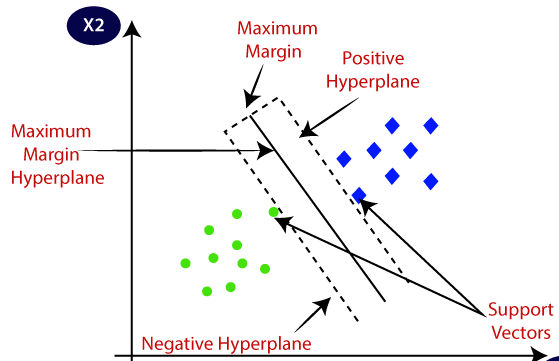 X2
Maximum
Margin
Positive
Hyperplane
Maximum
Margin
Hyperplane
Support
Vectors
Negative Hyperplane